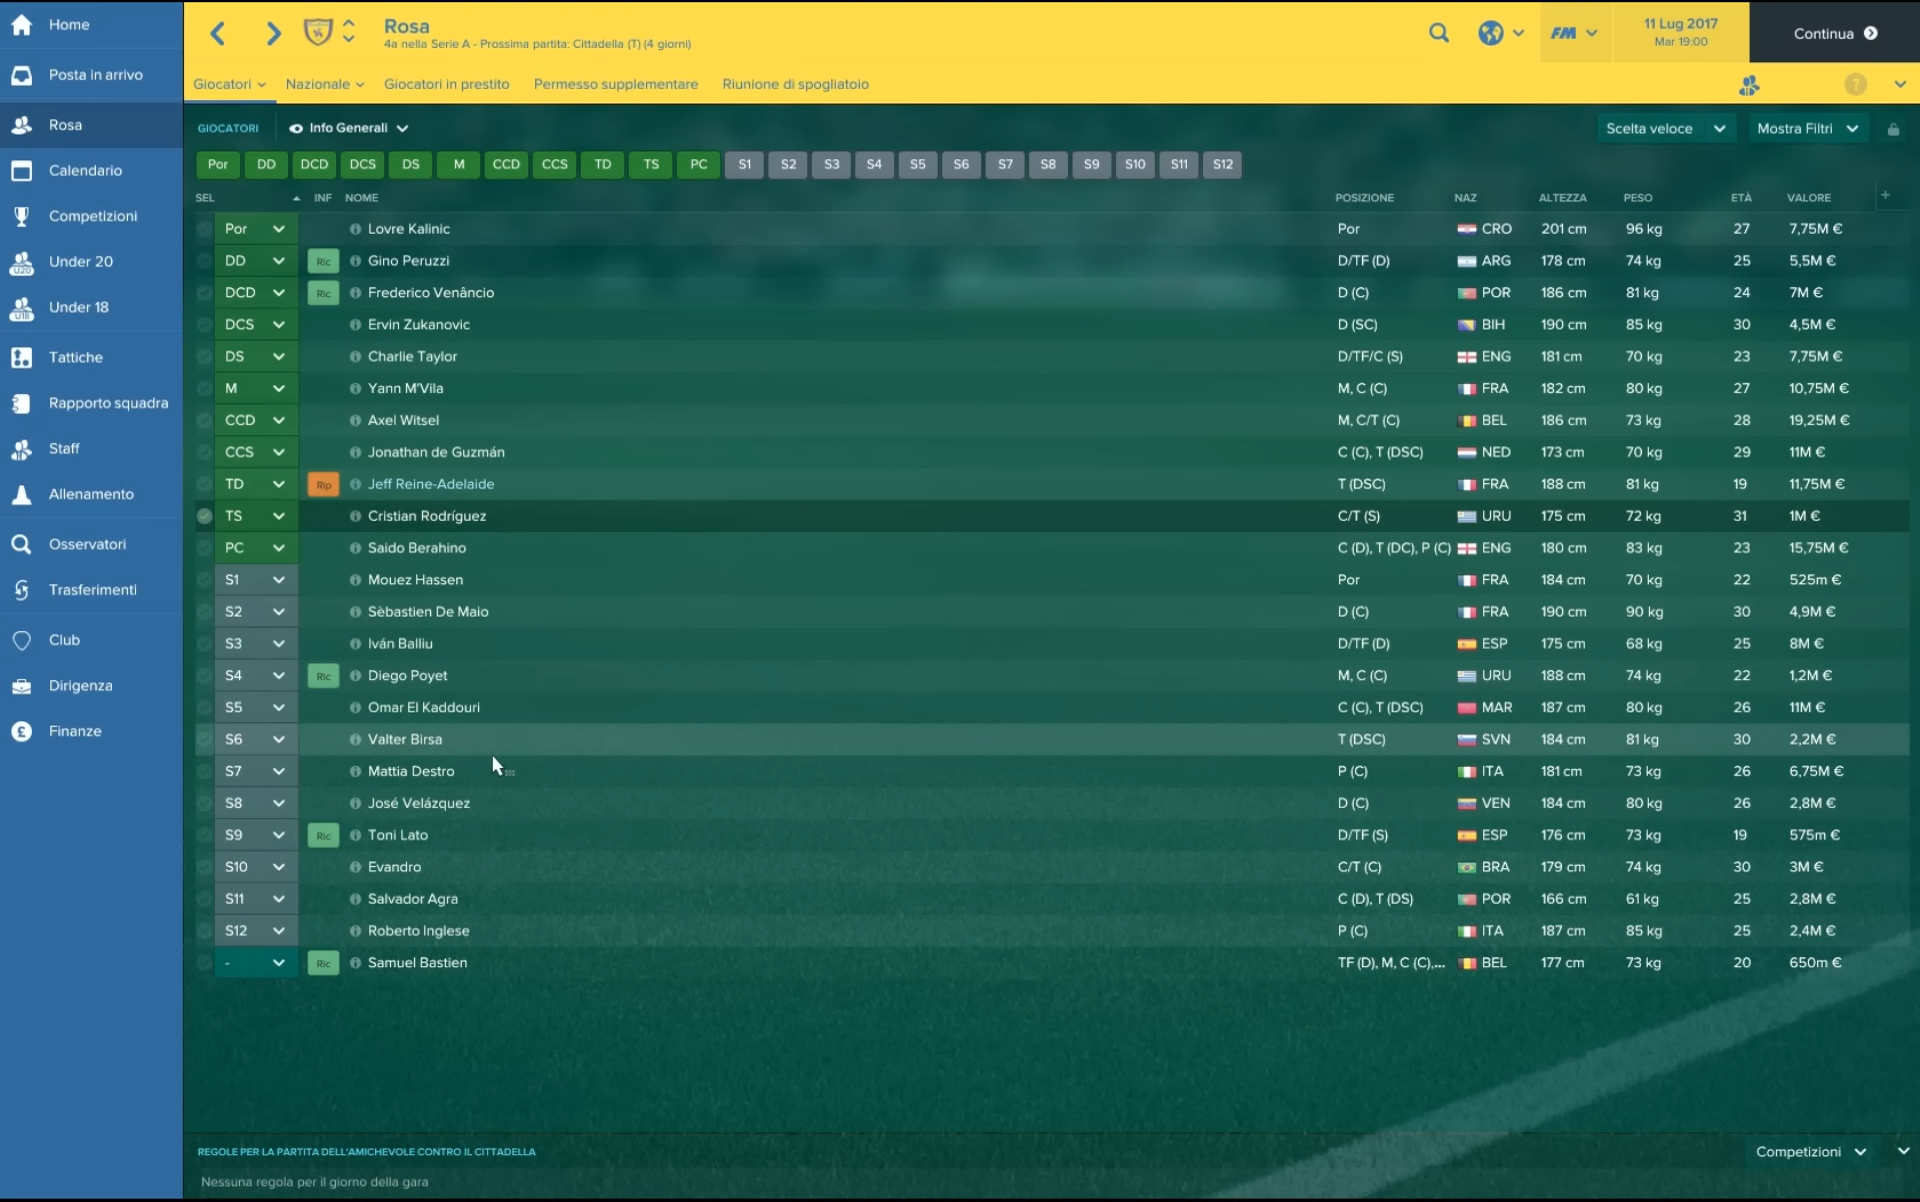 Home
Posta in arrivo
Rosa
Calendario
Competizioni
Under 20
Under 18
Tattiche
Rapporto squadra
Staff
Allenamento
Osservatori
Trasferimenti
Club
Dirigenza
Finanze
Rosa
4a nella Serie A - Prossima partita: Cittadella (T) (4 giorni)
FM
11 Lug 2017
Mar 19:00
Continua
Giocatori Nazionale Giocatori in prestito Permesso supplementare Riunione di spogliatoio ?
GIOCATORI Info Generali Scelta veloce Mostra Filtri
Por DD DCD DCS DS M CCD CCS TD TS PC S1 S2 S3 S4 S5 S6 S7 S8 S9 S10 S11 S12
SEL INF NOME POSIZIONE NAZ ALTEZZA PESO ETÀ VALORE +
Por Lovre Kalinic Por CRO 201 cm 96 kg 27 7,75M €
DD Ric Gino Peruzzi D/TF (D) ARG 178 cm 74 kg 25 5,5M €
DCD Ric Frederico Venâncio D (C) POR 186 cm 81 kg 24 7M €
DCS Ervin Zukanovic D (SC) BIH 190 cm 85 kg 30 4,5M €
DS Charlie Taylor D/TF/C (S) ENG 181 cm 70 kg 23 7,75M €
M Yann M'Vila M, C (C) FRA 182 cm 80 kg 27 10,75M €
CCD Axel Witsel M, C/T (C) BEL 186 cm 73 kg 28 19,25M €
CCS Jonathan de Guzmán C (C), T (DSC) NED 173 cm 70 kg 29 11M €
TD Rip Jeff Reine-Adelaide T (DSC) FRA 188 cm 81 kg 19 11,75M €
TS Cristian Rodríguez C/T (S) URU 175 cm 72 kg 31 1M €
PC Saido Berahino C (D), T (DC), P (C) ENG 180 cm 83 kg 23 15,75M €
S1 Mouez Hassen Por FRA 184 cm 70 kg 22 525m €
S2 Sèbastien De Maio D (C) FRA 190 cm 90 kg 30 4,9M €
S3 Iván Balliu D/TF (D) ESP 175 cm 68 kg 25 8M €
S4 Ric Diego Poyet M, C (C) URU 188 cm 74 kg 22 1,2M €
S5 Omar El Kaddouri C (C), T (DSC) MAR 187 cm 80 kg 26 11M €
S6 Valter Birsa T (DSC) SVN 184 cm 81 kg 30 2,2M €
S7 Mattia Destro P (C) ITA 181 cm 73 kg 26 6,75M €
S8 José Velázquez D (C) VEN 184 cm 80 kg 26 2,8M €
S9 Ric Toni Lato D/TF (S) ESP 176 cm 73 kg 19 575m €
S10 Evandro C/T (C) BRA 179 cm 74 kg 30 3M €
S11 Salvador Agra C (D), T (DS) POR 166 cm 61 kg 25 2,8M €
S12 Roberto Inglese P (C) ITA 187 cm 85 kg 25 2,4M €
- Ric Samuel Bastien TF (D), M, C (C),... BEL 177 cm 73 kg 20 650m €
REGOLE PER LA PARTITA DELL'AMICHEVOLE CONTRO IL CITTADELLA Competizioni
Nessuna regola per il giorno della gara